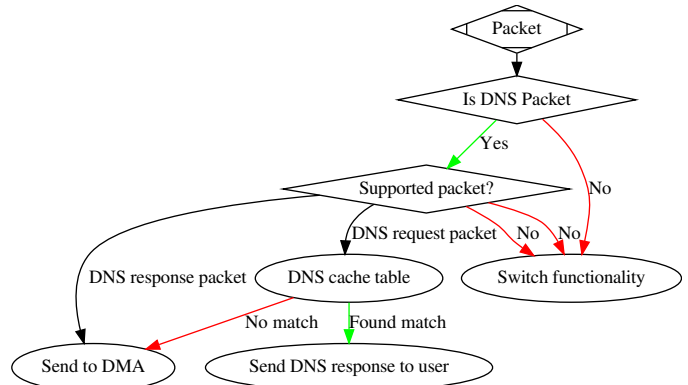 Packet
Is DNS Packet
Yes
No
Supported packet?
DNS request packet
No
No
DNS response packet
DNS cache table
Switch functionality
No match
Found match
Send to DMA
Send DNS response to user